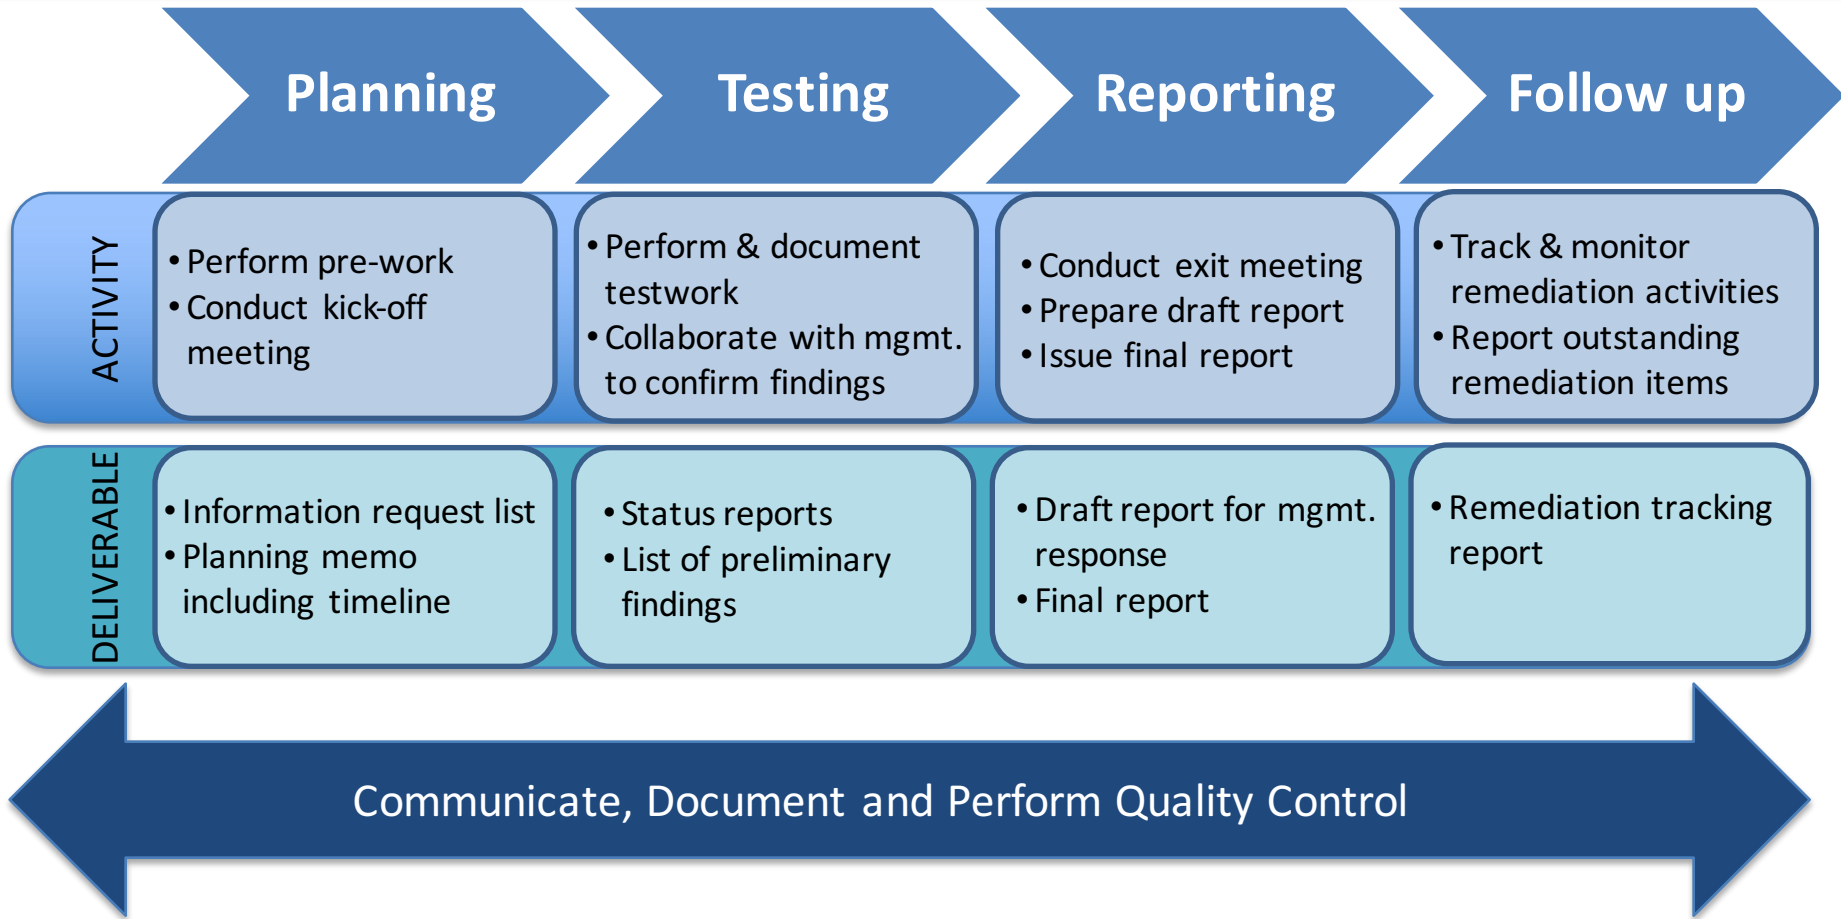 Planning
Testing
Reporting
Follow up
ACTIVITY
• Perform pre-work
• Conduct kick-off
meeting
• Perform & document
testwork
• Collaborate with mgmt.
to confirm findings
• Conduct exit meeting
• Prepare draft report
• Issue final report
• Track & monitor
remediation activities
• Report outstanding
remediation items
DELIVERABLE
• Information request list
• Planning memo
including timeline
• Status reports
• List of preliminary
findings
• Draft report for mgmt.
response
• Final report
• Remediation tracking
report
Communicate, Document and Perform Quality Control